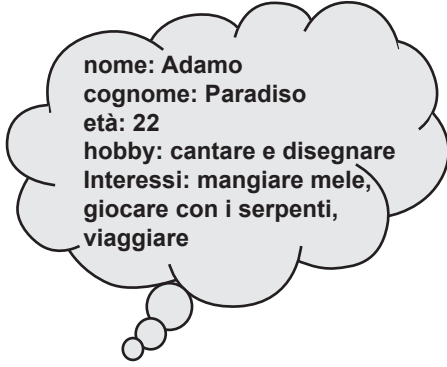 nome: Adamo
cognome: Paradiso
età: 22
hobby: cantare e disegnare
Interessi: mangiare mele,
giocare con i serpenti,
viaggiare